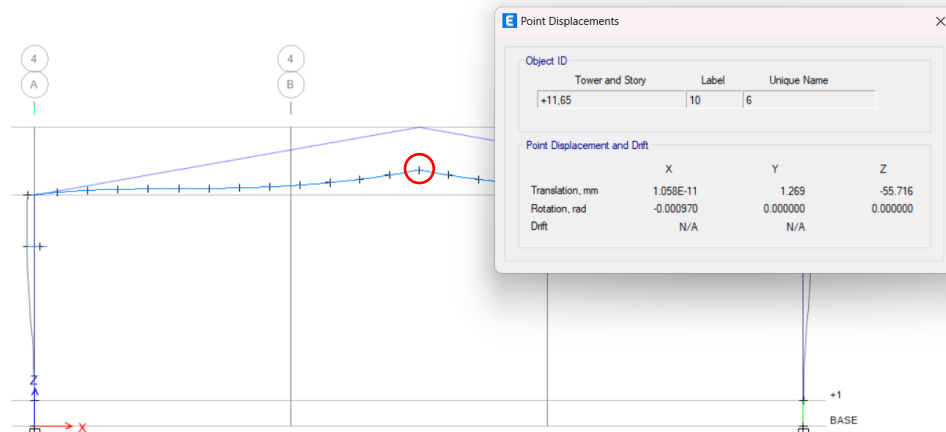 E Point Displacements
Object ID
Tower and Story Label Unique Name
+11,65 10 6
Point Displacement and Drift
X Y Z
Translation, mm 1.058E-11 1.269 -55.716
Rotation, rad -0.000970 0.000000 0.000000
Drift N/A N/A
4 4
A B
Z
X
+1
BASE